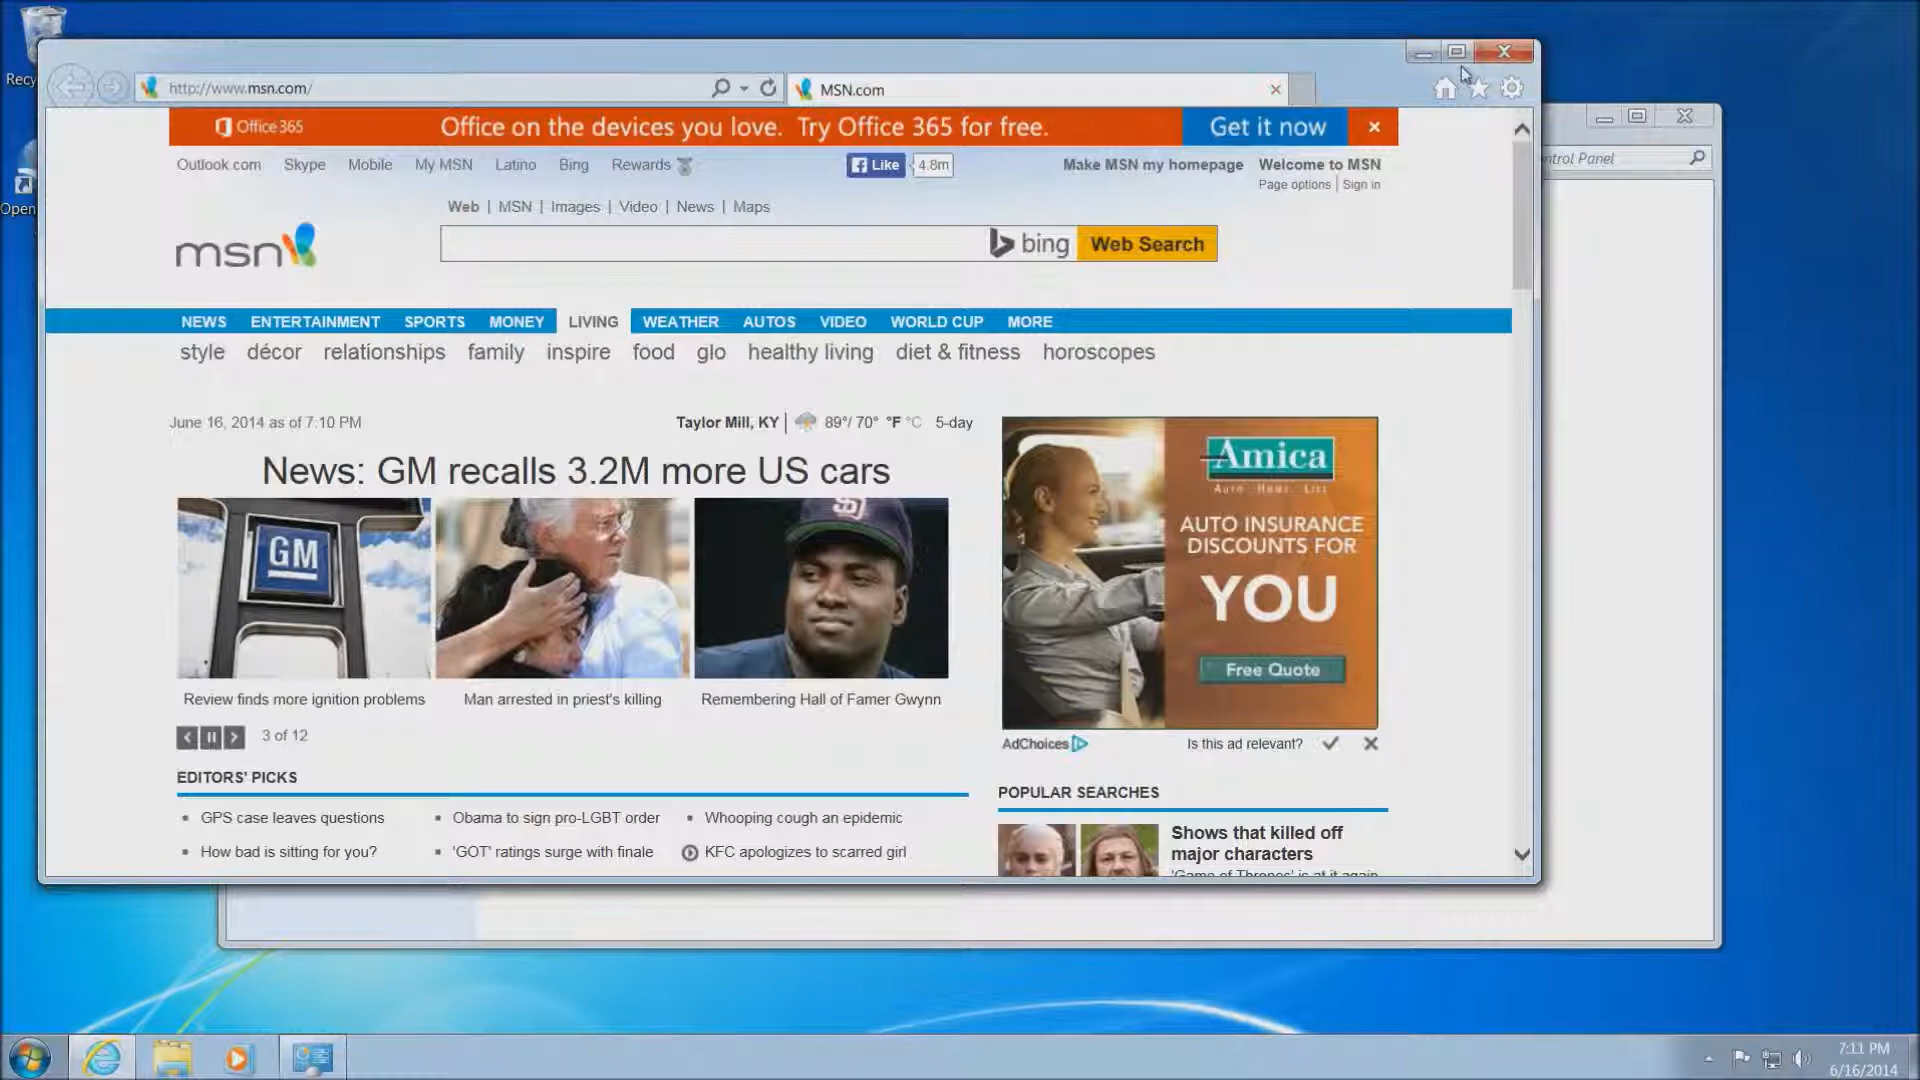 Recy
Open
http://www.msn.com/
MSN.com
ntrol Panel
Office 365
Office on the devices you love. Try Office 365 for free.
Get it now
Outlook.com
Skype
Mobile
My MSN
Latino
Bing
Rewards
Like
4.8m
Make MSN my homepage
Welcome to MSN
Page options | Sign in
Web | MSN | Images | Video | News | Maps
msn
bing
Web Search
NEWS ENTERTAINMENT SPORTS MONEY LIVING WEATHER AUTOS VIDEO WORLD CUP MORE
style décor relationships family inspire food glo healthy living diet & fitness horoscopes
June 16, 2014 as of 7:10 PM
Taylor Mill, KY | 89°/ 70° °F °C 5-day
News: GM recalls 3.2M more US cars
GM
SD
Review finds more ignition problems
Man arrested in priest's killing
Remembering Hall of Famer Gwynn
3 of 12
Amica
Auto Home Life
AUTO INSURANCE
DISCOUNTS FOR
YOU
Free Quote
AdChoices
Is this ad relevant?
EDITORS' PICKS
GPS case leaves questions
Obama to sign pro-LGBT order
Whooping cough an epidemic
How bad is sitting for you?
'GOT' ratings surge with finale
KFC apologizes to scarred girl
POPULAR SEARCHES
Shows that killed off
major characters
'Game of Thrones' is at it again
7:11 PM
6/16/2014